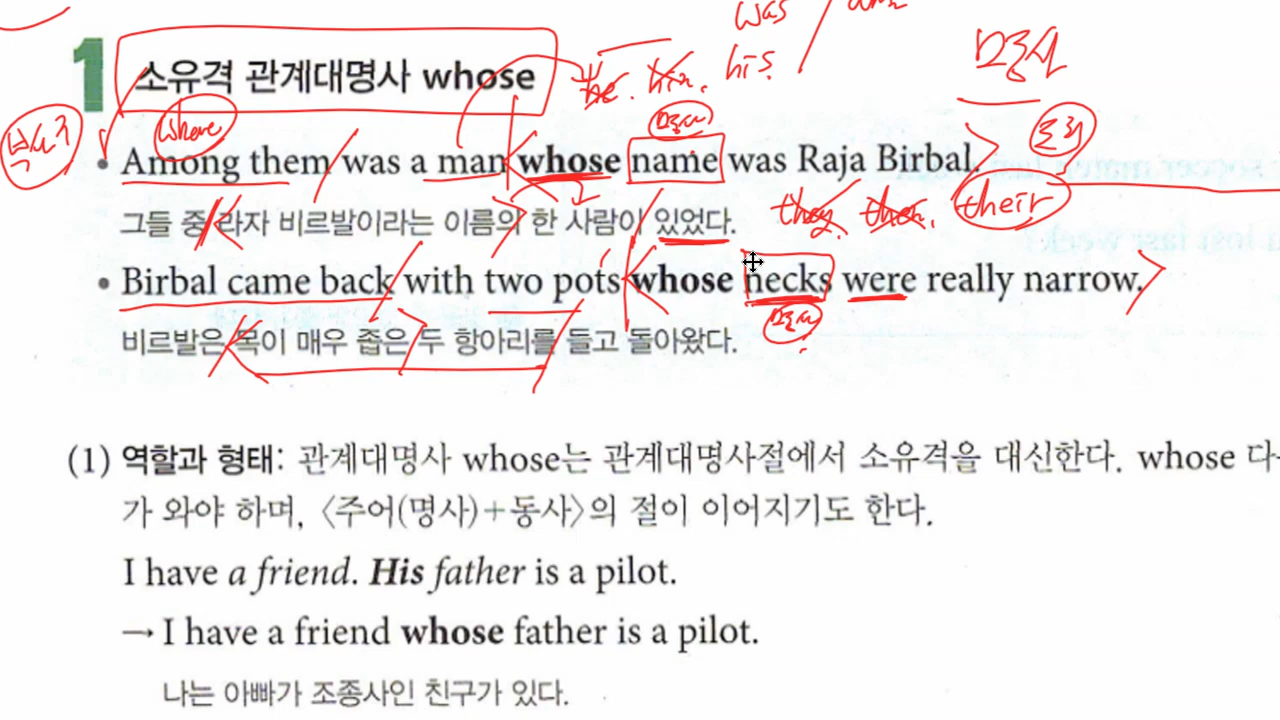 was
his.
he. him.
1 소유격 관계대명사 whose
where
명사
• Among them was a man whose name was Raja Birbal.
그들 중 라자 비르발이라는 이름의 한 사람이 있었다.
they. them. their
• Birbal came back with two pots whose necks were really narrow.
명사
비르발은 목이 매우 좁은 두 항아리를 들고 돌아왔다.
(1) 역할과 형태: 관계대명사 whose는 관계대명사절에서 소유격을 대신한다. whose 다
가 와야 하며, 〈주어(명사)+동사〉의 절이 이어지기도 한다.
I have a friend. His father is a pilot.
→ I have a friend whose father is a pilot.
나는 아빠가 조종사인 친구가 있다.